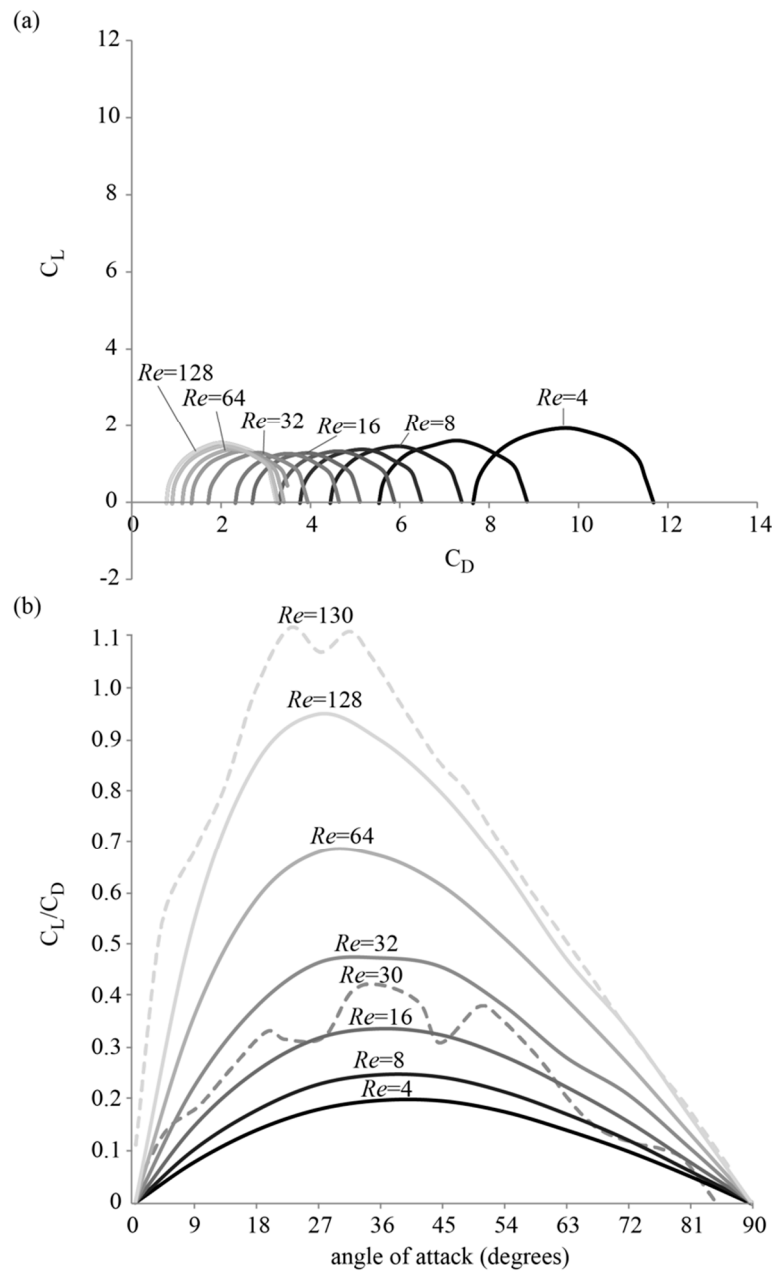 (a)
12
10
8
6
4
2
0
-2
C_L
Re=128
Re=64
Re=32
Re=16
Re=8
Re=4
0 2 4 6 8 10 12 14
C_D
(b)
1.1
1.0
0.9
0.8
0.7
0.6
0.5
0.4
0.3
0.2
0.1
0
C_L/C_D
Re=130
Re=128
Re=64
Re=32
Re=30
Re=16
Re=8
Re=4
0 9 18 27 36 45 54 63 72 81 90
angle of attack (degrees)